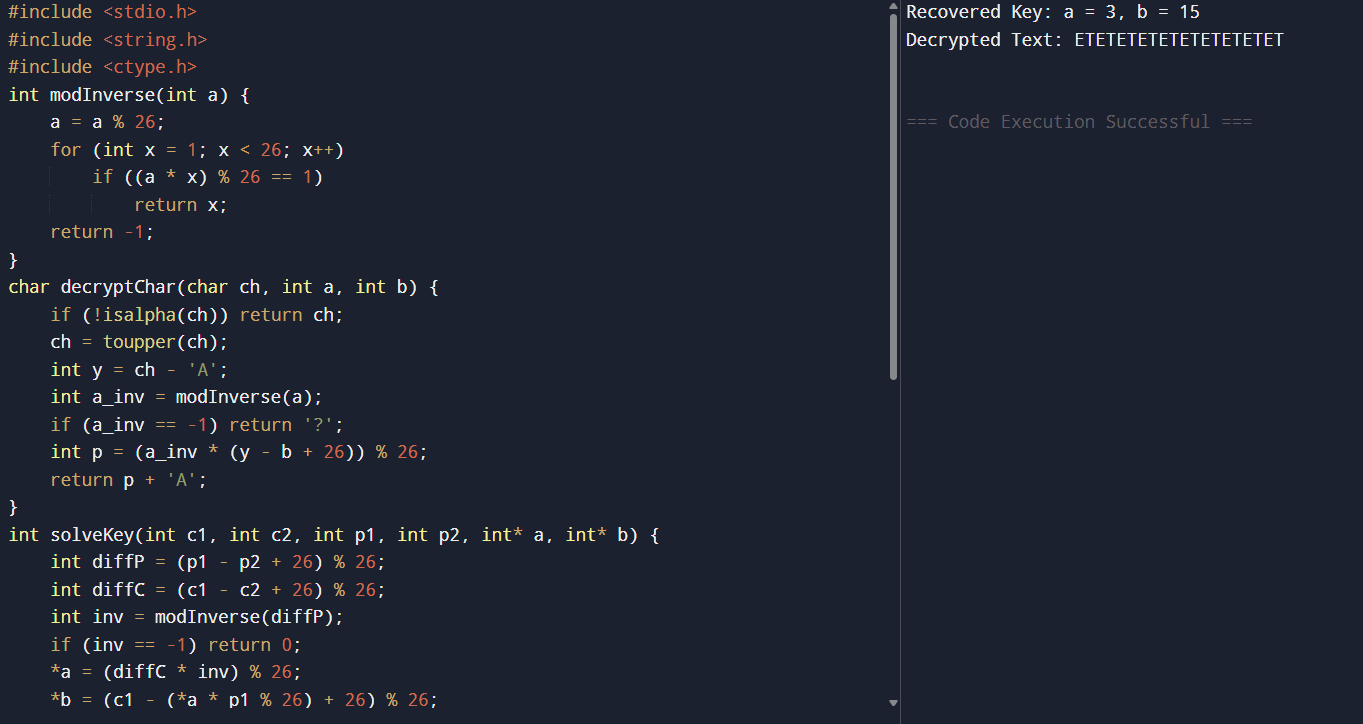 #include <stdio.h>
#include <string.h>
#include <ctype.h>
int modInverse(int a) {
    a = a % 26;
    for (int x = 1; x < 26; x++)
        if ((a * x) % 26 == 1)
            return x;
    return -1;
}
char decryptChar(char ch, int a, int b) {
    if (!isalpha(ch)) return ch;
    ch = toupper(ch);
    int y = ch - 'A';
    int a_inv = modInverse(a);
    if (a_inv == -1) return '?';
    int p = (a_inv * (y - b + 26)) % 26;
    return p + 'A';
}
int solveKey(int c1, int c2, int p1, int p2, int* a, int* b) {
    int diffP = (p1 - p2 + 26) % 26;
    int diffC = (c1 - c2 + 26) % 26;
    int inv = modInverse(diffP);
    if (inv == -1) return 0;
    *a = (diffC * inv) % 26;
    *b = (c1 - (*a * p1 % 26) + 26) % 26;
Recovered Key: a = 3, b = 15
Decrypted Text: ETETETETETETETETETET
=== Code Execution Successful ===